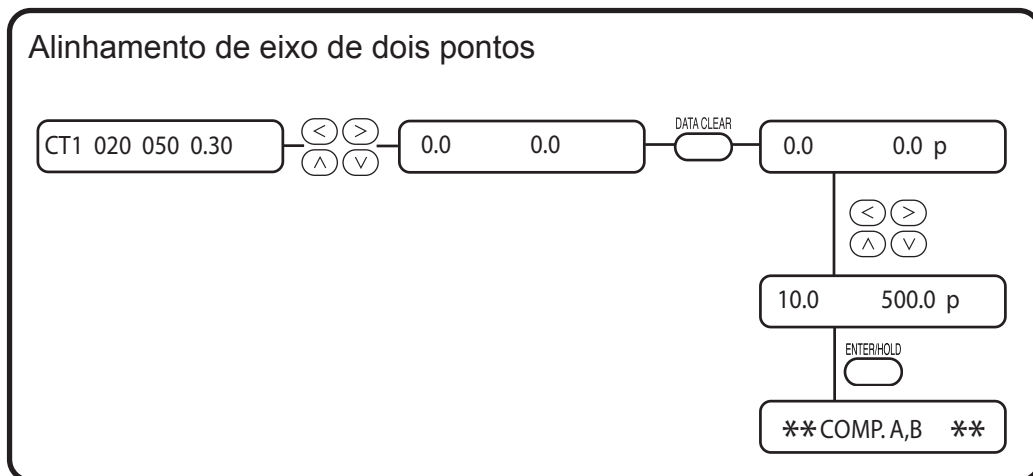 Alinhamento de eixo de dois pontos
CT1 020 050 0.30
< >
∧ ∨
0.0 0.0
DATA CLEAR
0.0 0.0 p
< >
∧ ∨
10.0 500.0 p
ENTER/HOLD
**COMP. A,B **